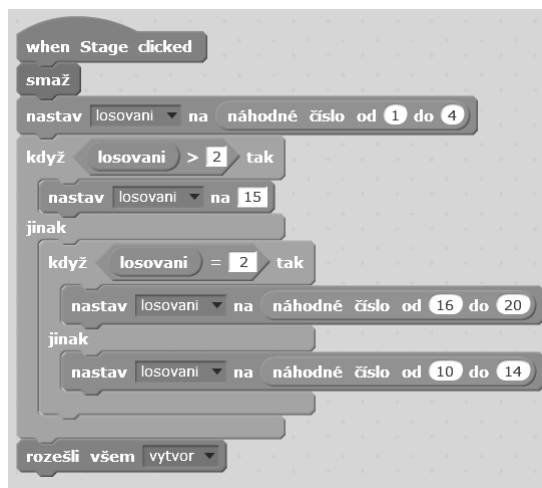 when Stage clicked
smaž
nastav losovani na náhodné číslo od 1 do 4
když losovani > 2 tak
nastav losovani na 15
jinak
když losovani = 2 tak
nastav losovani na náhodné číslo od 16 do 20
jinak
nastav losovani na náhodné číslo od 10 do 14
rozešli všem vytvor